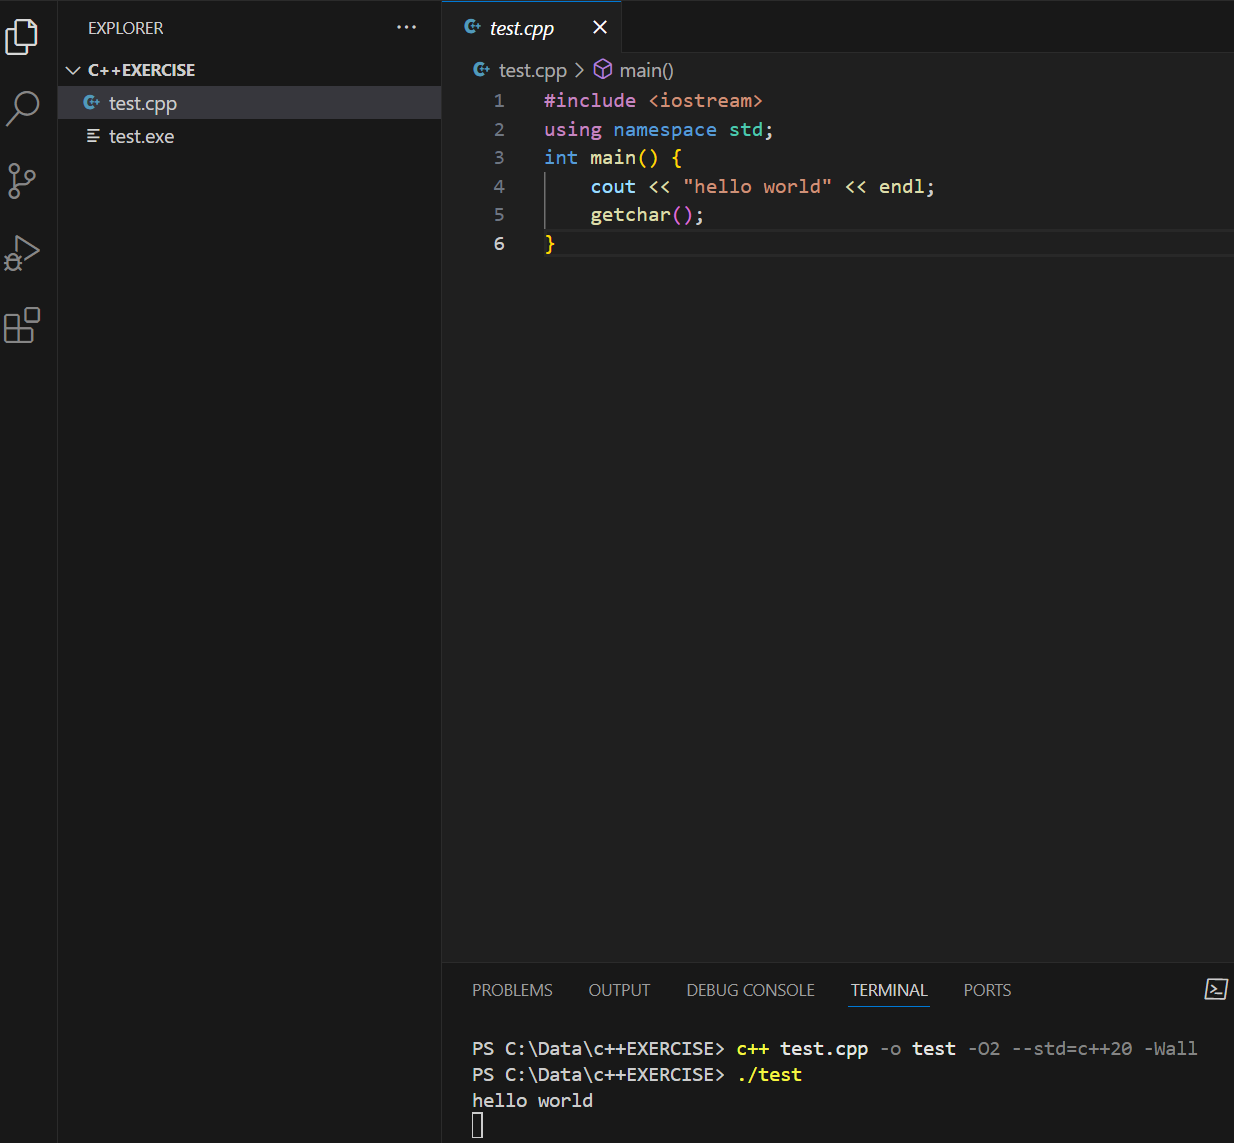 EXPLORER
C++EXERCISE
test.cpp
test.exe
test.cpp
test.cpp > main()
1 #include <iostream>
2 using namespace std;
3 int main() {
4     cout << "hello world" << endl;
5     getchar();
6 }
PROBLEMS OUTPUT DEBUG CONSOLE TERMINAL PORTS
PS C:\Data\c++EXERCISE> c++ test.cpp -o test -O2 --std=c++20 -Wall
PS C:\Data\c++EXERCISE> ./test
hello world